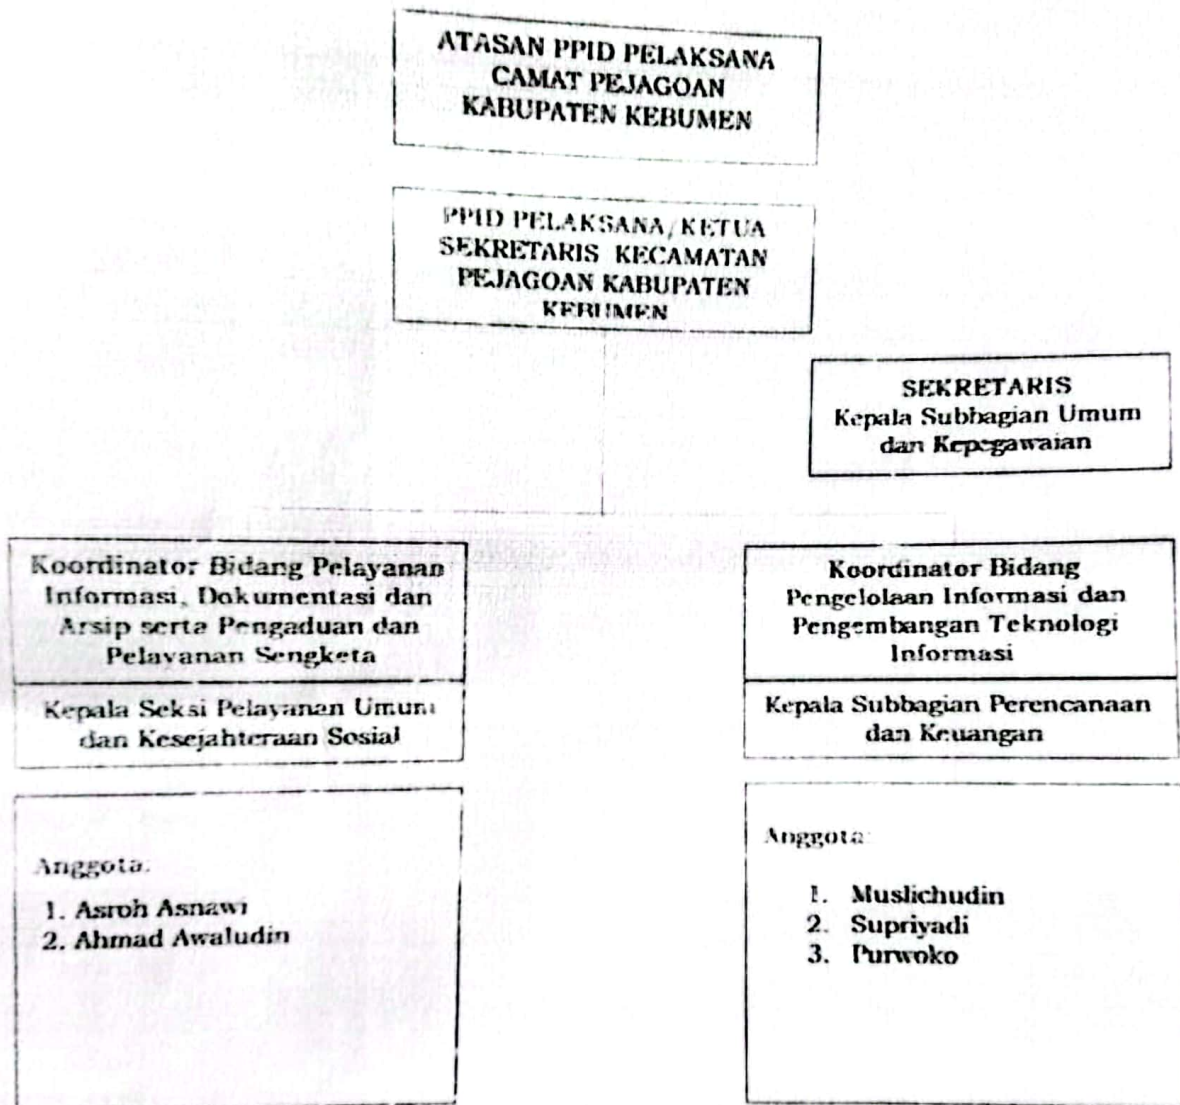 ATASAN PPID PELAKSANA
CAMAT PEJAGOAN
KABUPATEN KEBUMEN
PPID PELAKSANA/KETUA
SEKRETARIS KECAMATAN
PEJAGOAN KABUPATEN
KEBUMEN
SEKRETARIS
Kepala Subbagian Umum
dan Kepegawaian
Koordinator Bidang Pelayanan
Informasi, Dokumentasi dan
Arsip serta Pengaduan dan
Pelayanan Sengketa
Kepala Seksi Pelayanan Umum
dan Kesejahteraan Sosial
Anggota:
1. Asroh Asnawi
2. Ahmad Awaludin
Koordinator Bidang
Pengelolaan Informasi dan
Pengembangan Teknologi
Informasi
Kepala Subbagian Perencanaan
dan Keuangan
Anggota:
1. Muslichudin
2. Supriyadi
3. Purwoko